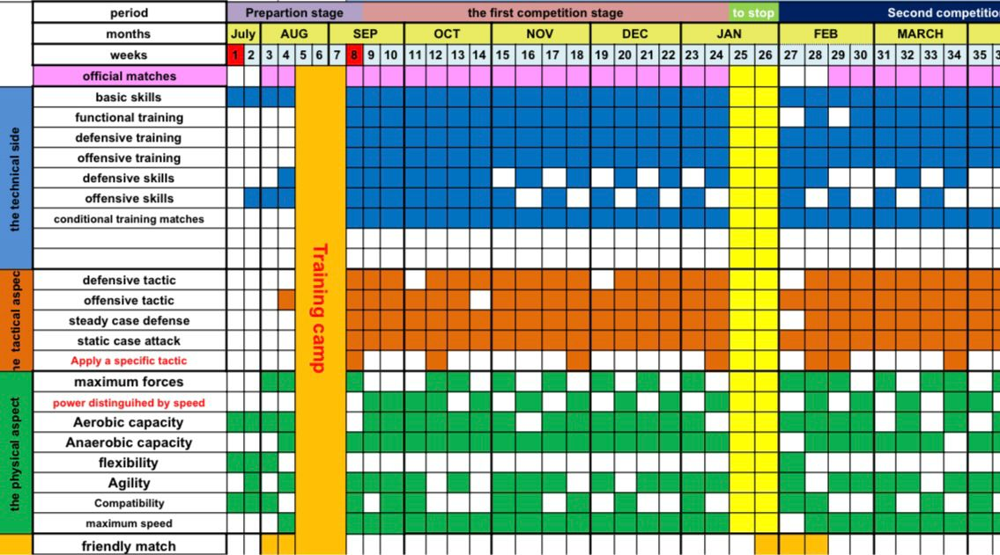 period Prepartion stage the first competition stage to stop Second competitio
months July AUG SEP OCT NOV DEC JAN FEB MARCH
weeks 1 2 3 4 5 6 7 8 9 10 11 12 13 14 15 16 17 18 19 20 21 22 23 24 25 26 27 28 29 30 31 32 33 34 35
official matches
the technical side
basic skills
functional training
defensive training
offensive training
defensive skills
offensive skills
conditional training matches
Training camp
ne tactical aspec
defensive tactic
offensive tactic
steady case defense
static case attack
Apply a specific tactic
the physical aspect
maximum forces
power distinguihed by speed
Aerobic capacity
Anaerobic capacity
flexibility
Agility
Compatibility
maximum speed
friendly match